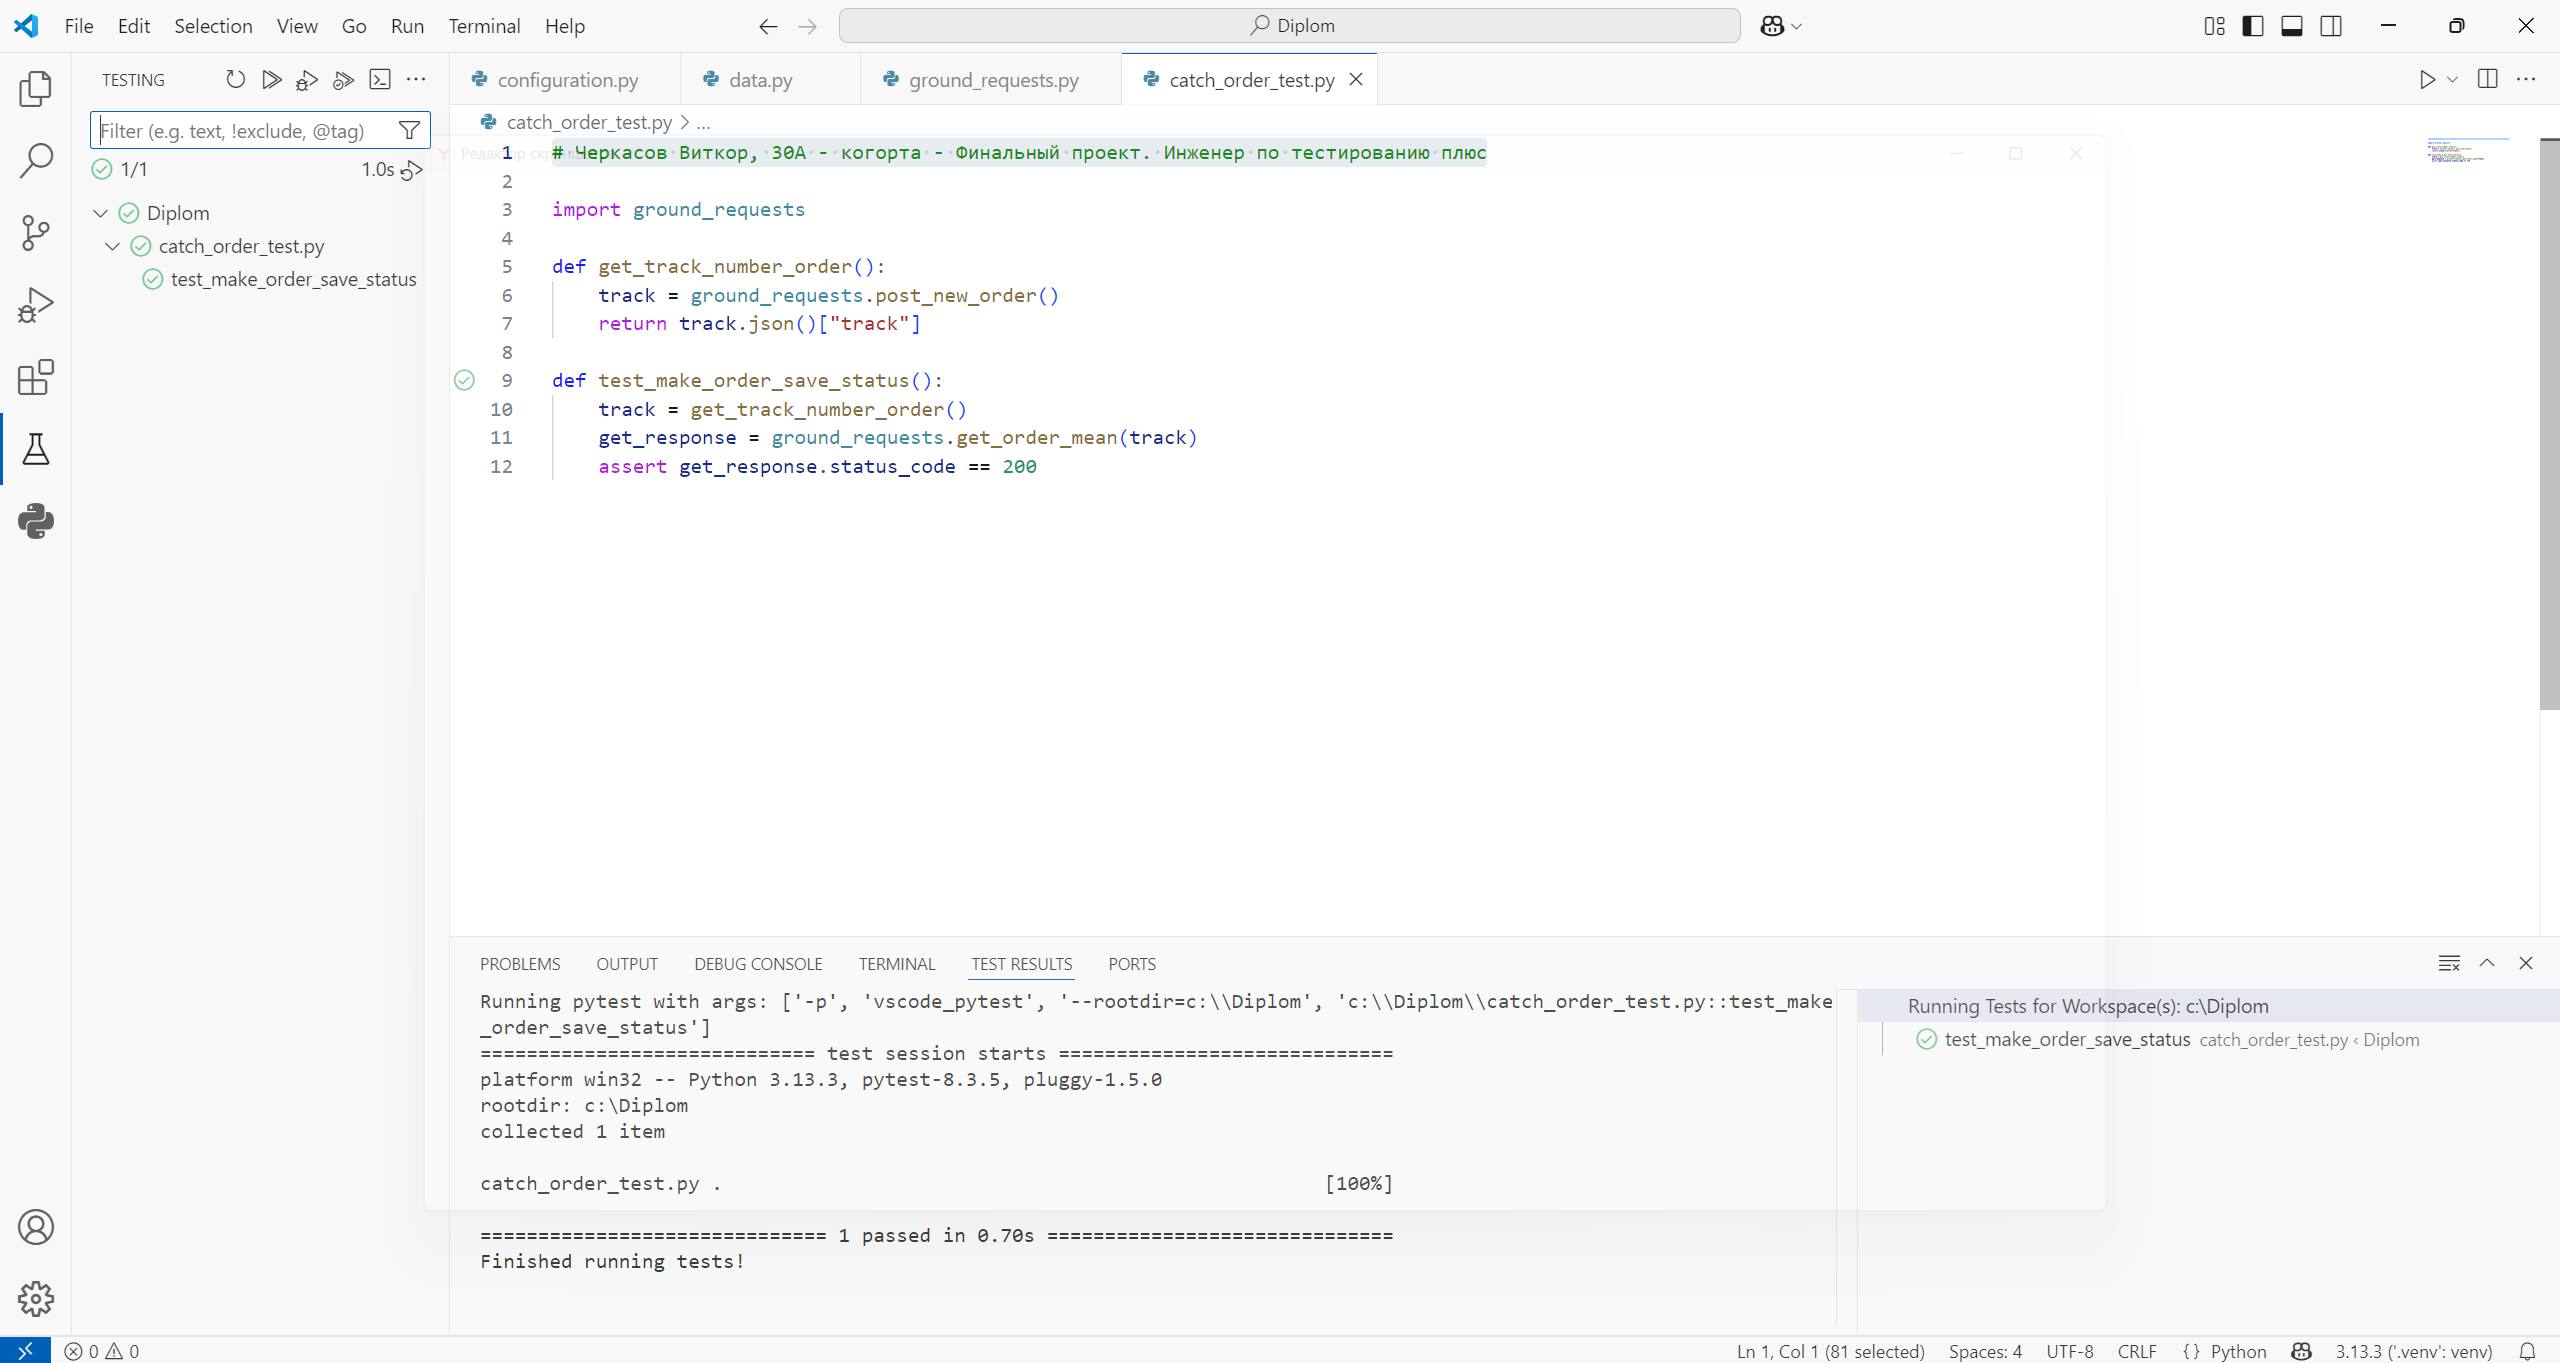 File Edit Selection View Go Run Terminal Help
Diplom
TESTING
configuration.py
data.py
ground_requests.py
catch_order_test.py
Filter (e.g. text, !exclude, @tag)
1/1
1.0s
Diplom
catch_order_test.py
test_make_order_save_status
catch_order_test.py > ...
1 # Черкасов Виткор, 30А - когорта - Финальный проект. Инженер по тестированию плюс
2
3 import ground_requests
4
5 def get_track_number_order():
6 track = ground_requests.post_new_order()
7 return track.json()["track"]
8
9 def test_make_order_save_status():
10 track = get_track_number_order()
11 get_response = ground_requests.get_order_mean(track)
12 assert get_response.status_code == 200
PROBLEMS OUTPUT DEBUG CONSOLE TERMINAL TEST RESULTS PORTS
Running pytest with args: ['-p', 'vscode_pytest', '--rootdir=c:\\Diplom', 'c:\\Diplom\\catch_order_test.py::test_make
_order_save_status']
============================= test session starts =============================
platform win32 -- Python 3.13.3, pytest-8.3.5, pluggy-1.5.0
rootdir: c:\Diplom
collected 1 item
catch_order_test.py . [100%]
============================== 1 passed in 0.70s ==============================
Finished running tests!
Running Tests for Workspace(s): c:\Diplom
test_make_order_save_status catch_order_test.py ‹ Diplom
0 0
Ln 1, Col 1 (81 selected) Spaces: 4 UTF-8 CRLF {} Python 3.13.3 ('.venv': venv)